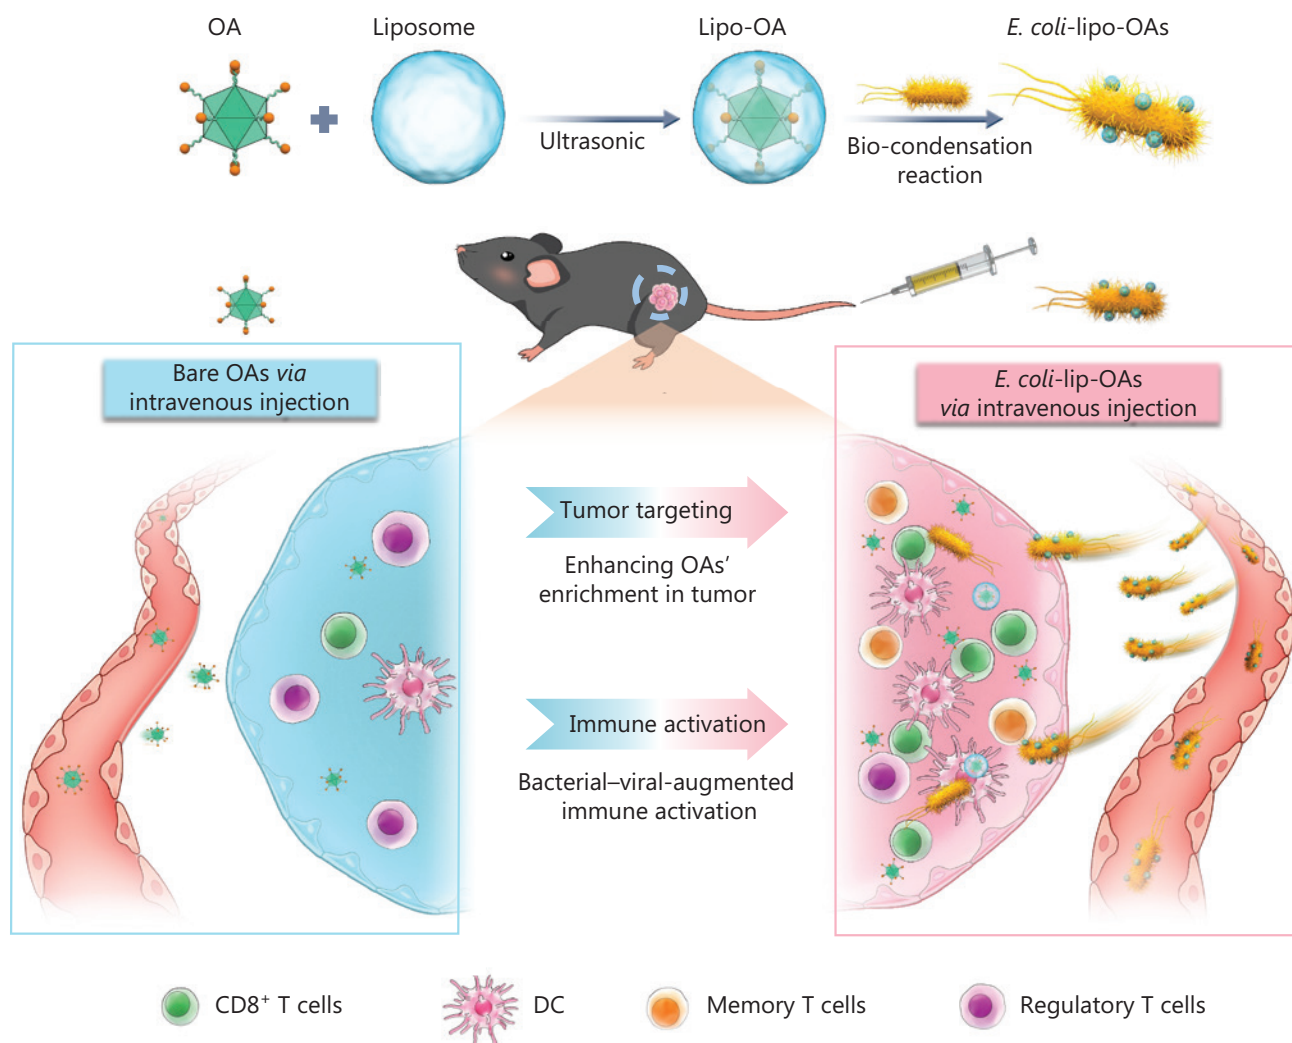 OA
Liposome
Lipo-OA
E. coli-lipo-OAs
Ultrasonic
Bio-condensation
reaction
Bare OAs via
intravenous injection
E. coli-lip-OAs
via intravenous injection
Tumor targeting
Enhancing OAs’
enrichment in tumor
Immune activation
Bacterial–viral-augmented
immune activation
CD8⁺ T cells
DC
Memory T cells
Regulatory T cells